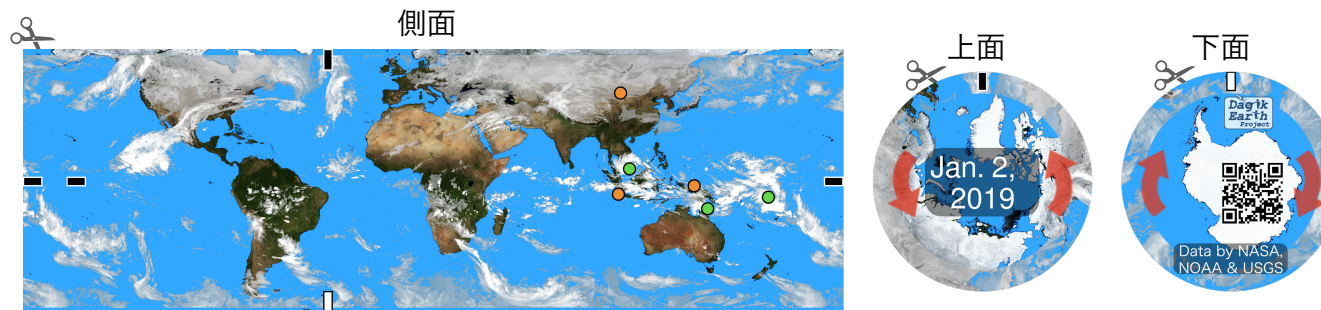 側面
上面
下面
Jan. 2,
2019
Dagik
Earth
Project
Data by NASA,
NOAA & USGS